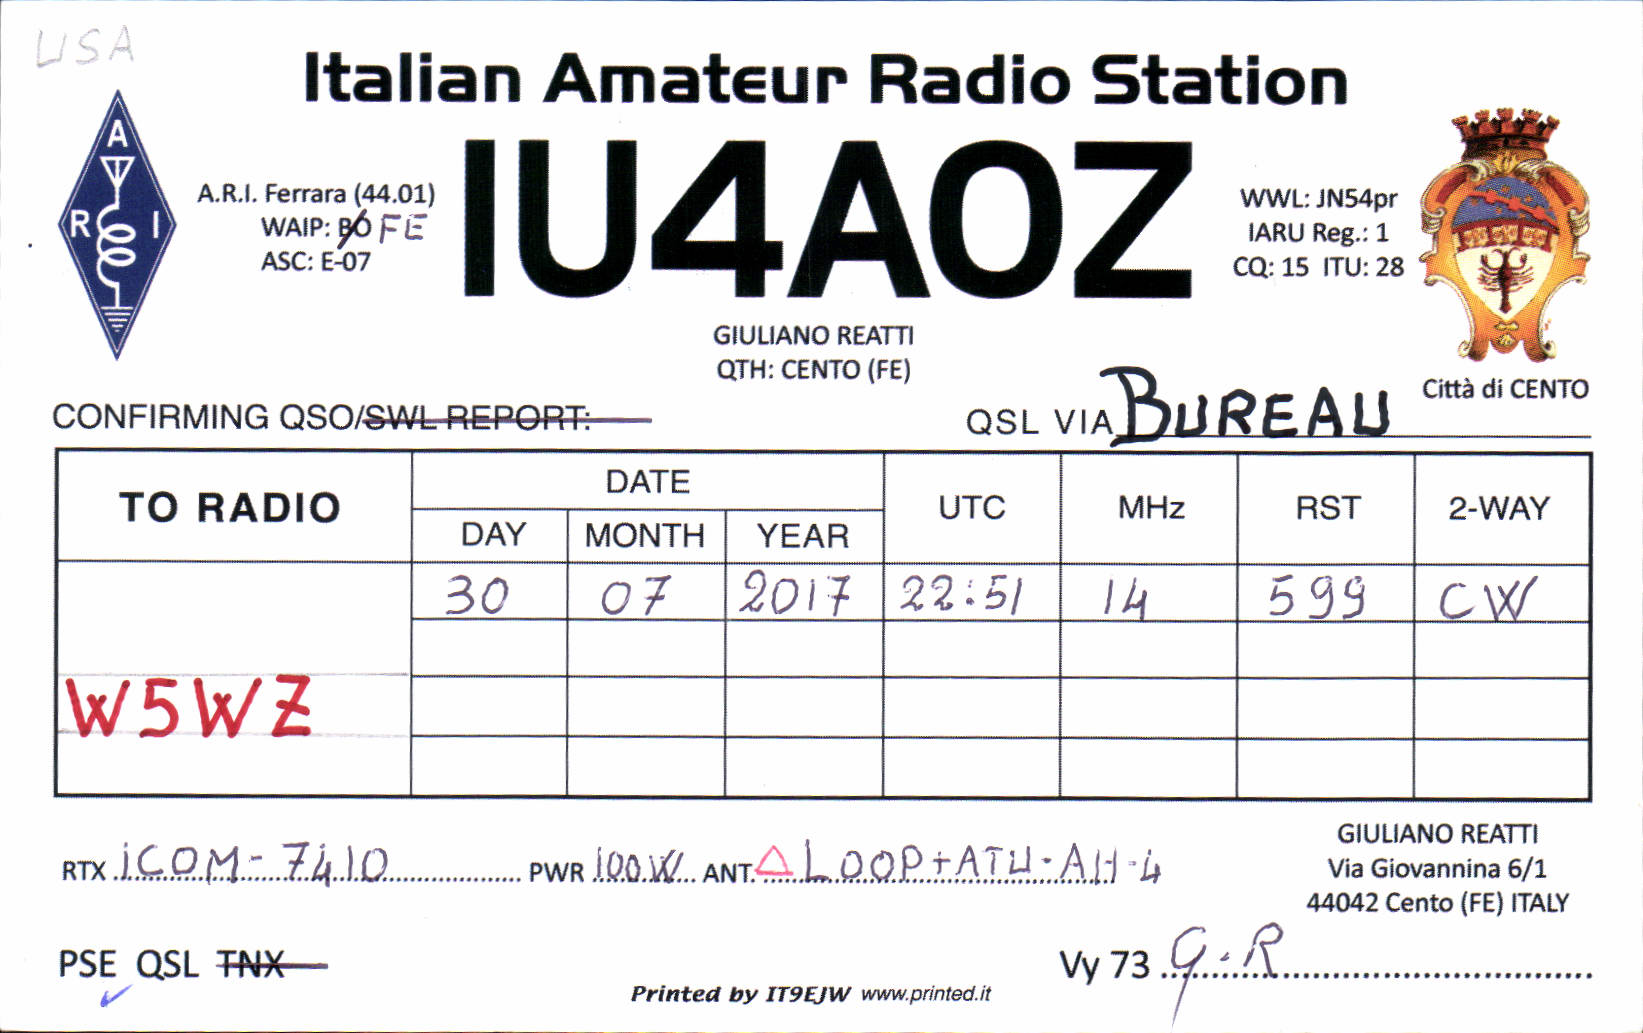 USA
Italian Amateur Radio Station
IU4AOZ
A
R I
A.R.I. Ferrara (44.01)
WAIP: BO FE
ASC: E-07
WWL: JN54pr
IARU Reg.: 1
CQ: 15 ITU: 28
GIULIANO REATTI
QTH: CENTO (FE)
Città di CENTO
CONFIRMING QSO/SWL REPORT:
QSL VIA BUREAU
TO RADIO
DATE
DAY MONTH YEAR
UTC MHz RST 2-WAY
30 07 2017 22:51 14 599 CW
W5WZ
RTX iCOM-7410 PWR 100W ANT. △ LOOP+ATU-AH-4
GIULIANO REATTI
Via Giovannina 6/1
44042 Cento (FE) ITALY
PSE QSL TNX
Vy 73 G.R
Printed by IT9EJW www.printed.it